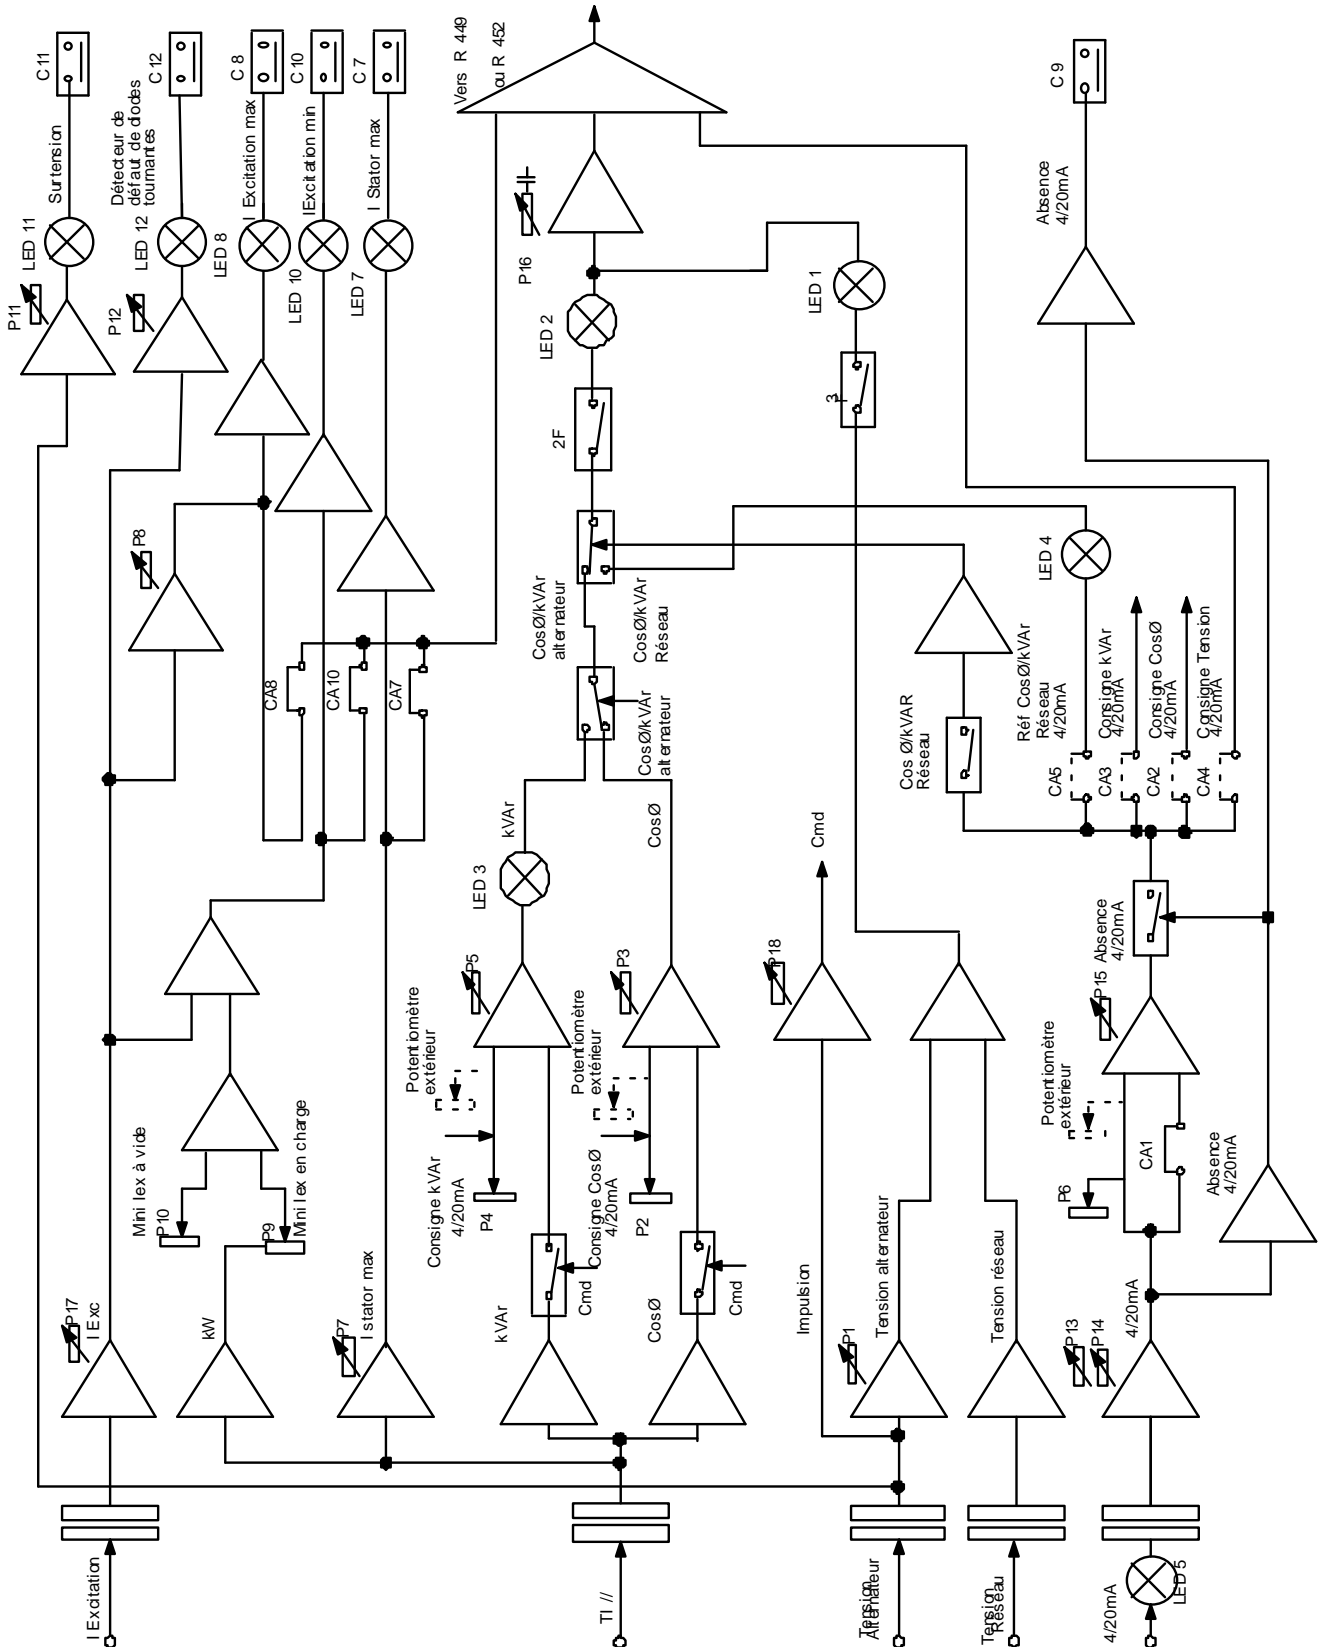 C 11
C 12
C 8
C 10
C 7
Vers R 449
ou R 452
C 9
Surtension
Détecteur de
défaut de diodes
tournantes
I Excitation max
I Excitation min
I Stator max
Absence
4/20mA
LED 11
LED 12
LED 8
LED 10
LED 7
P11
P12
P16
LED 1
LED 2
3F
2F
P8
LED 4
CosØ/kVAr
alternateur
CosØ/kVAr
Réseau
CA8
CA10
CA7
CosØ/kVAr
alternateur
Cos Ø/kVAR
Réseau
Réf CosØ/kVAr
Réseau
4/20mA
Consigne kVAr
4/20mA
Consigne CosØ
4/20mA
Consigne Tension
4/20mA
CA5
CA3
CA2
CA4
kVAr
CosØ
Cmd
LED 3
P5
P3
P18
P15
Absence
4/20mA
Potentiomètre
extérieur
Potentiomètre
extérieur
Potentiomètre
extérieur
Mini Iex à vide
P10
P9
Mini Iex en charge
Consigne kVAr
4/20mA
P4
Consigne CosØ
4/20mA
P2
P6
CA1
Absence
4/20mA
P17
I Exc
kW
P7
I stator max
kVAr
Cmd
CosØ
Cmd
Impulsion
P1
Tension alternateur
Tension réseau
P13
P14
4/20mA
I Excitation
TI //
Tension
Alternateur
Tension
Réseau
4/20mA
LED 5